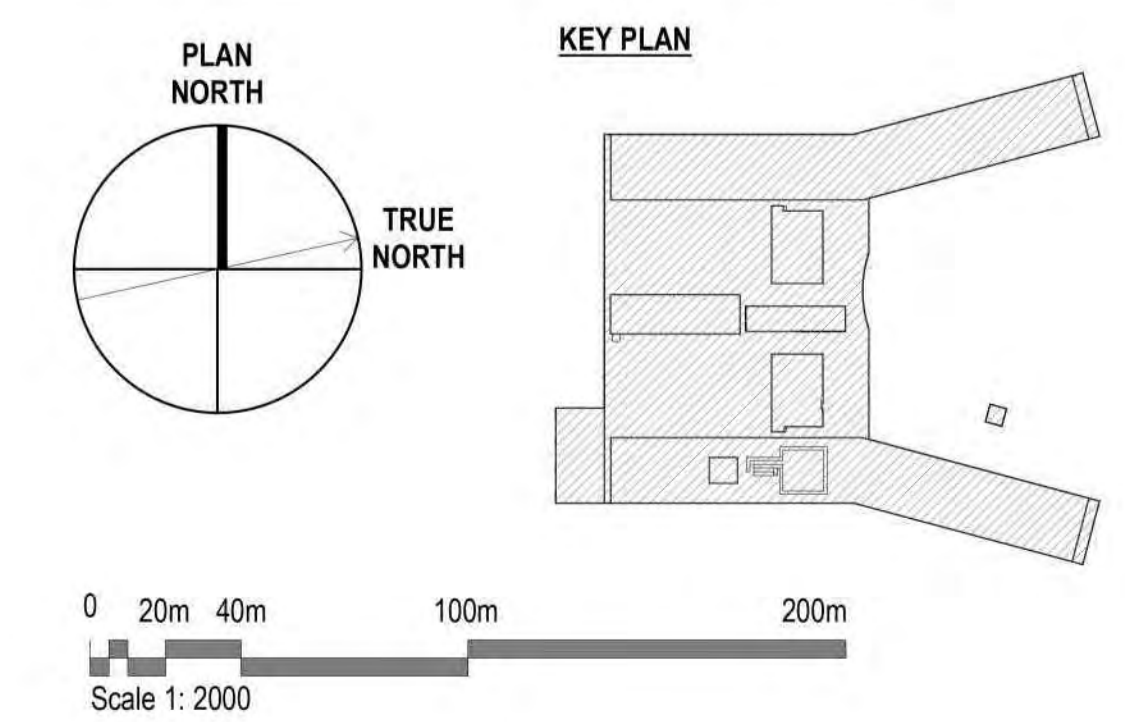 PLAN
NORTH
KEY PLAN
TRUE
NORTH
0 20m 40m 100m 200m
Scale 1: 2000